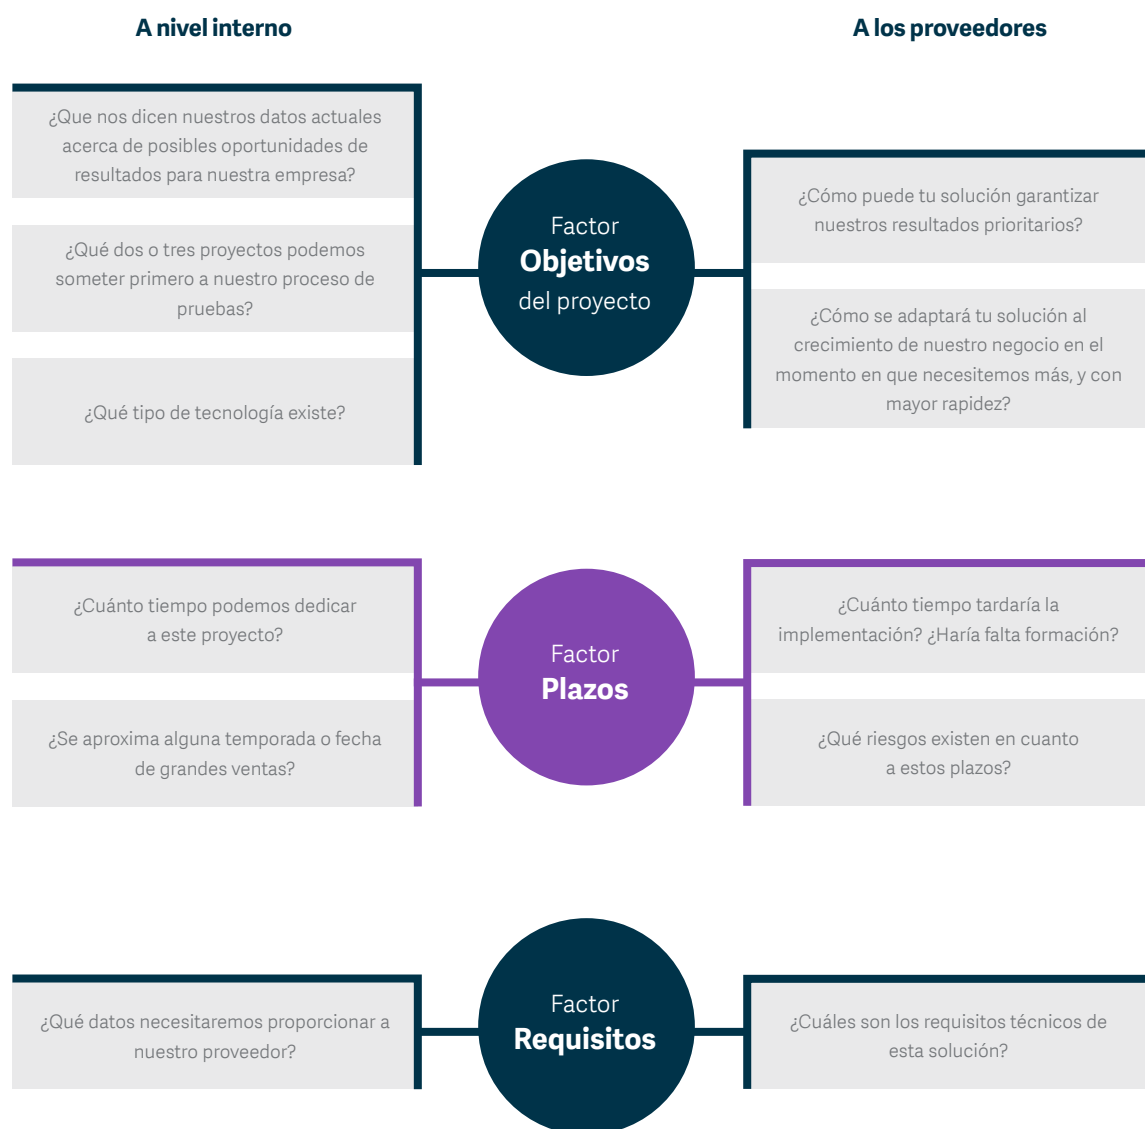 A nivel interno
A los proveedores
¿Que nos dicen nuestros datos actuales
acerca de posibles oportunidades de
resultados para nuestra empresa?
¿Qué dos o tres proyectos podemos
someter primero a nuestro proceso de
pruebas?
¿Qué tipo de tecnología existe?
Factor
Objetivos
del proyecto
¿Cómo puede tu solución garantizar
nuestros resultados prioritarios?
¿Cómo se adaptará tu solución al
crecimiento de nuestro negocio en el
momento en que necesitemos más, y con
mayor rapidez?
¿Cuánto tiempo podemos dedicar
a este proyecto?
¿Se aproxima alguna temporada o fecha
de grandes ventas?
Factor
Plazos
¿Cuánto tiempo tardaría la
implementación? ¿Haría falta formación?
¿Qué riesgos existen en cuanto
a estos plazos?
¿Qué datos necesitaremos proporcionar a
nuestro proveedor?
Factor
Requisitos
¿Cuáles son los requisitos técnicos de
esta solución?